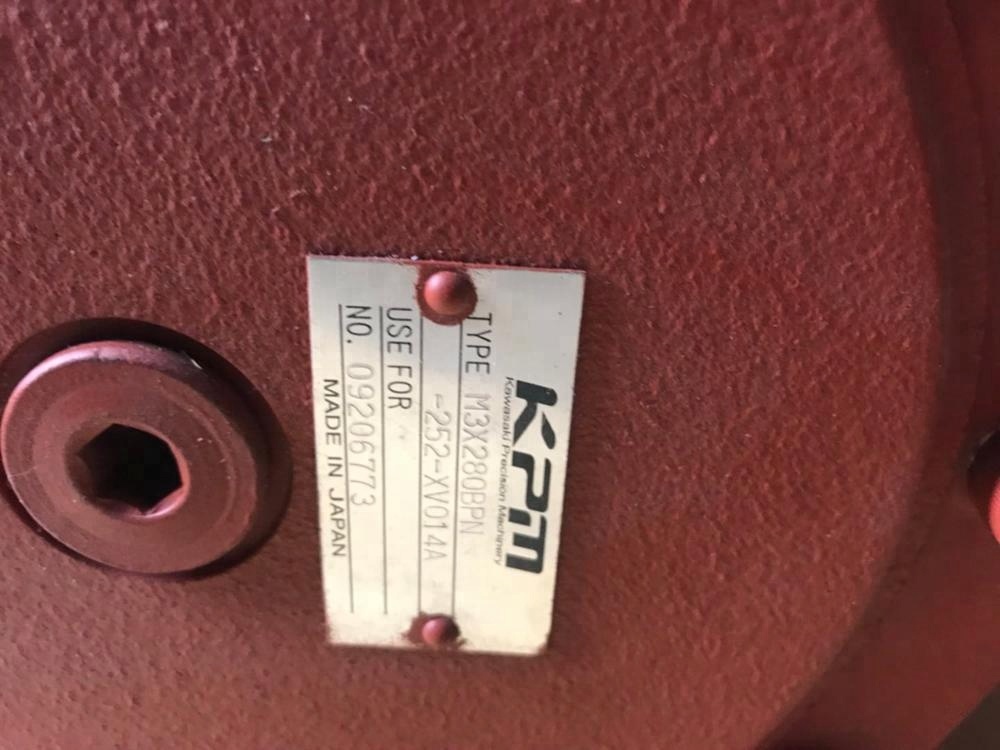 KPM
Kawasaki Precision Machinery
TYPE M3X280BPN
-252-XV014A
USE FOR
NO. 09206773
MADE IN JAPAN